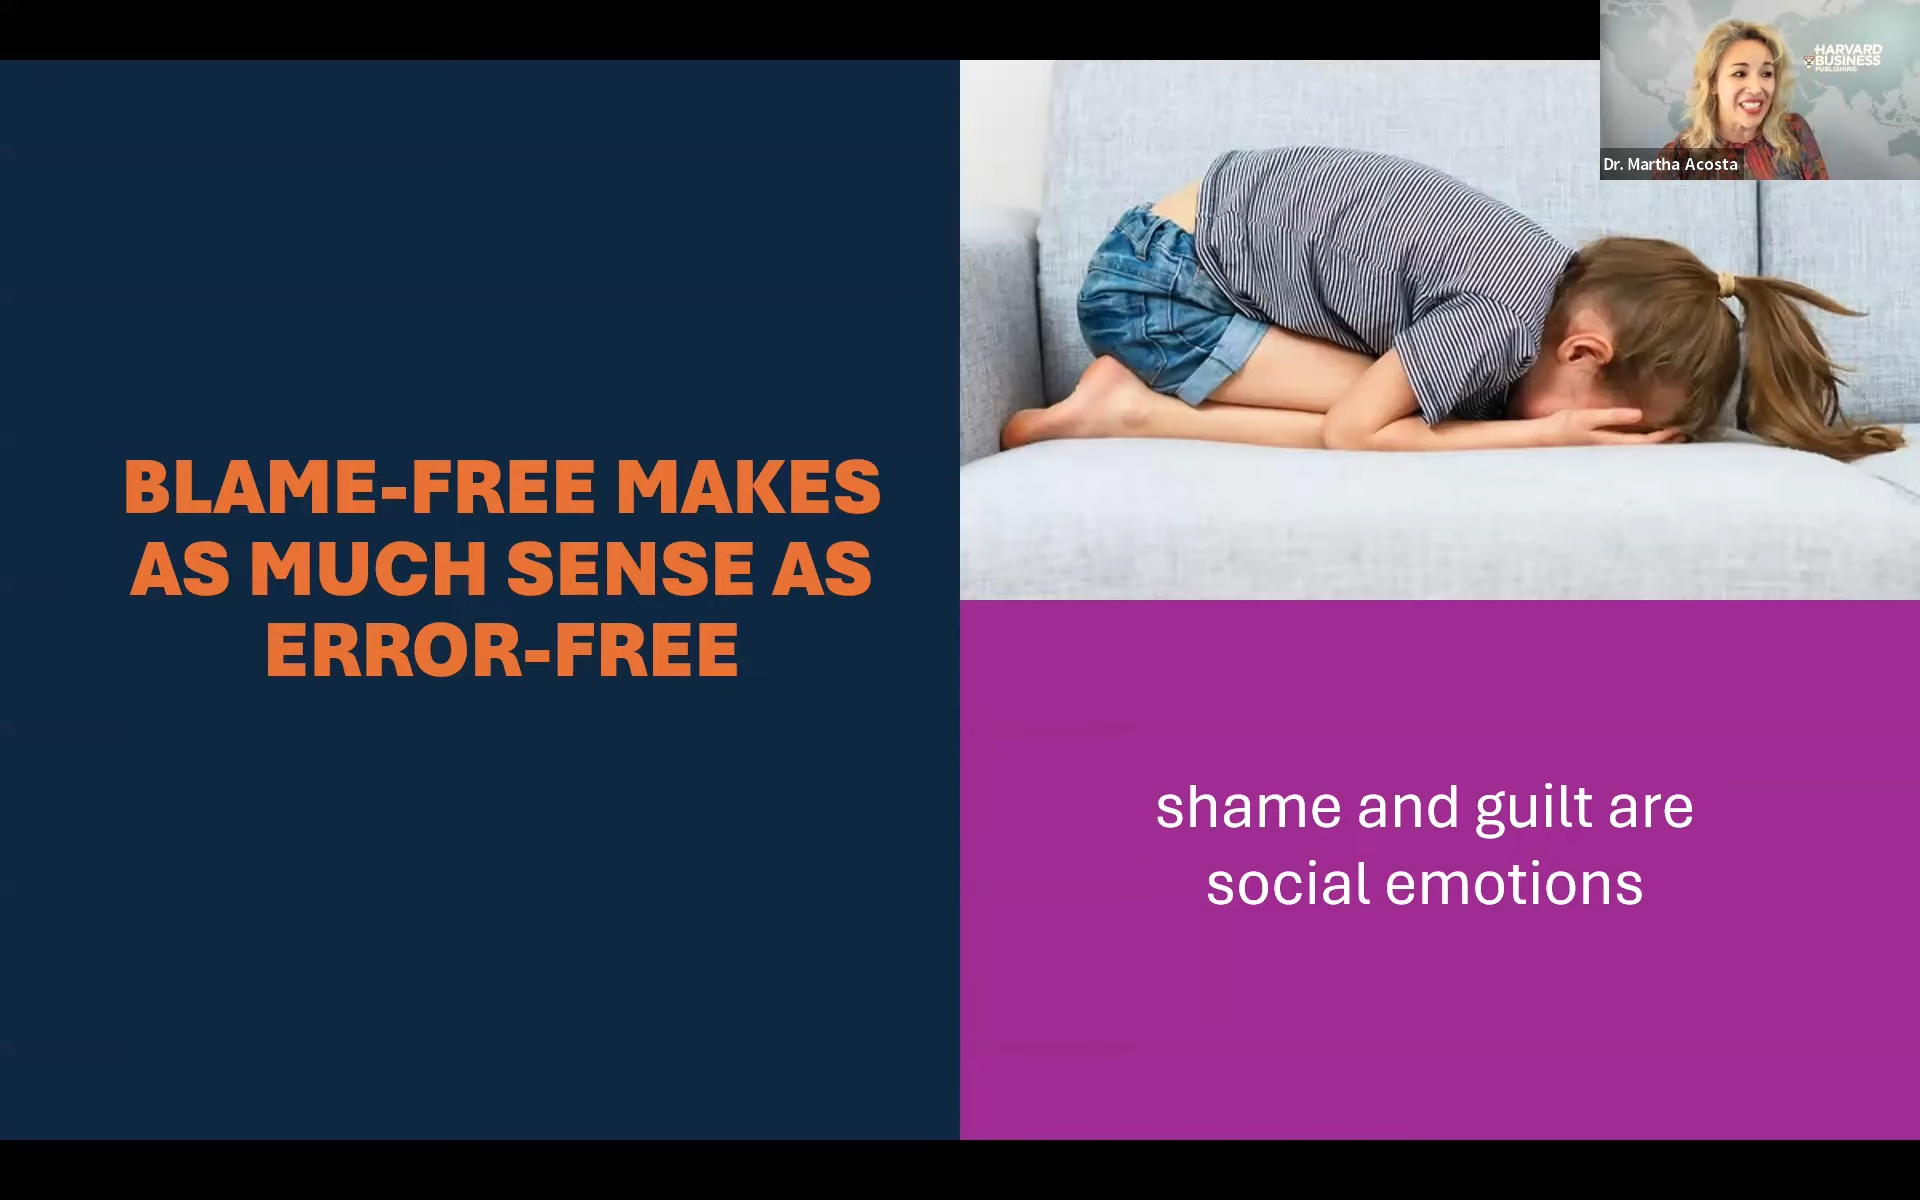 BLAME-FREE MAKES
AS MUCH SENSE AS
ERROR-FREE
HARVARD
BUSINESS
PUBLISHING
Dr. Martha Acosta
shame and guilt are
social emotions